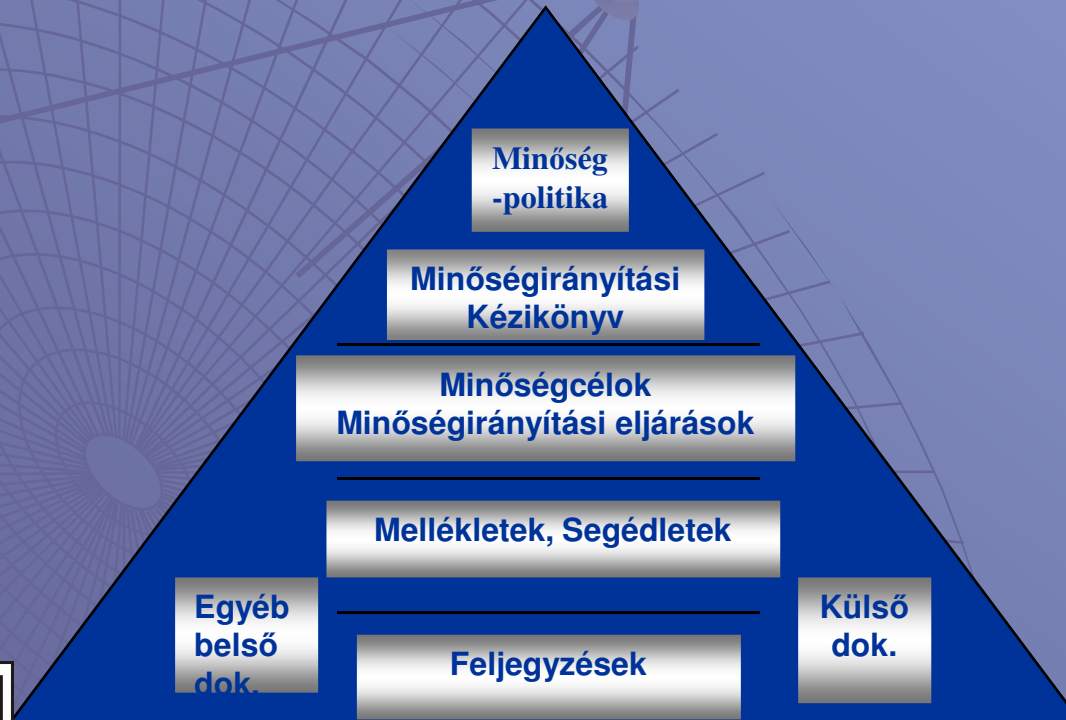 Minőség
-politika
Minőségirányítási
Kézikönyv
Minőségcélok
Minőségirányítási eljárások
Mellékletek, Segédletek
Egyéb
belső
dok.
Külső
dok.
Feljegyzések